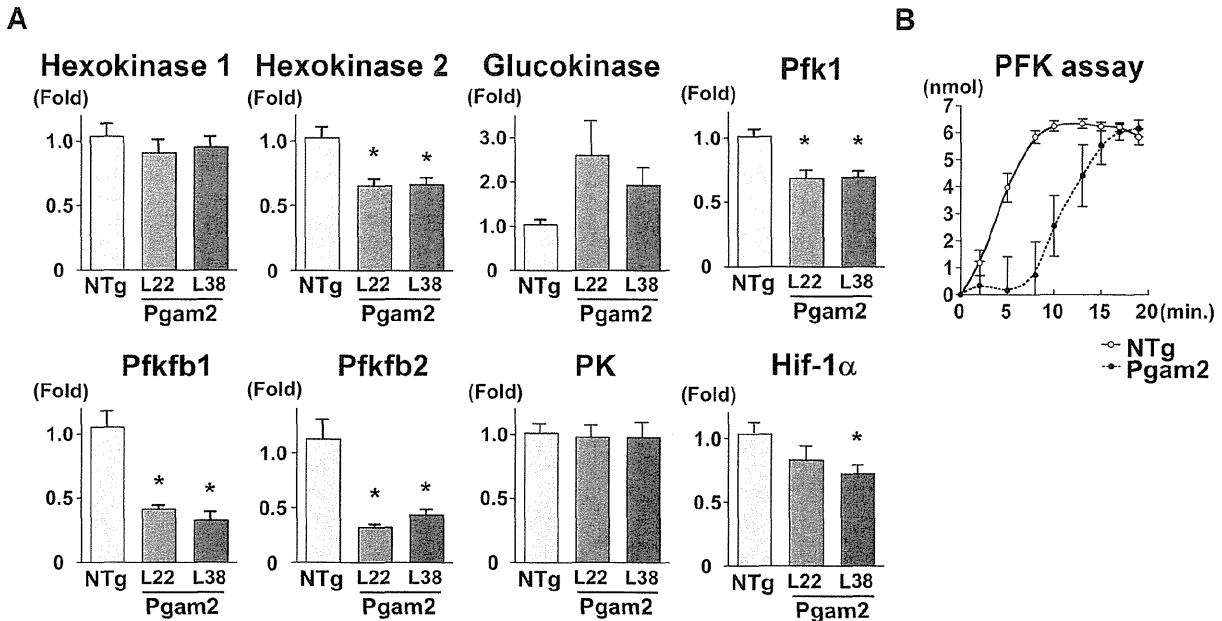 A
B
Hexokinase 1
Hexokinase 2
Glucokinase
Pfk1
PFK assay
(Fold)
(Fold)
(Fold)
(Fold)
(nmol)
1.0
0.5
0
1.0
0.5
0
3.0
2.0
1.0
0
1.0
0.5
0
7
6
5
4
3
2
1
0
*
*
*
*
NTg L22 L38
Pgam2
NTg L22 L38
Pgam2
NTg L22 L38
Pgam2
NTg L22 L38
Pgam2
0 5 10 15 20 (min.)
NTg
Pgam2
Pfkfb1
Pfkfb2
PK
Hif-1α
(Fold)
(Fold)
(Fold)
(Fold)
1.0
0.5
0
1.0
0.5
0
1.0
0.5
0
1.0
0.5
0
*
*
*
*
*
NTg L22 L38
Pgam2
NTg L22 L38
Pgam2
NTg L22 L38
Pgam2
NTg L22 L38
Pgam2